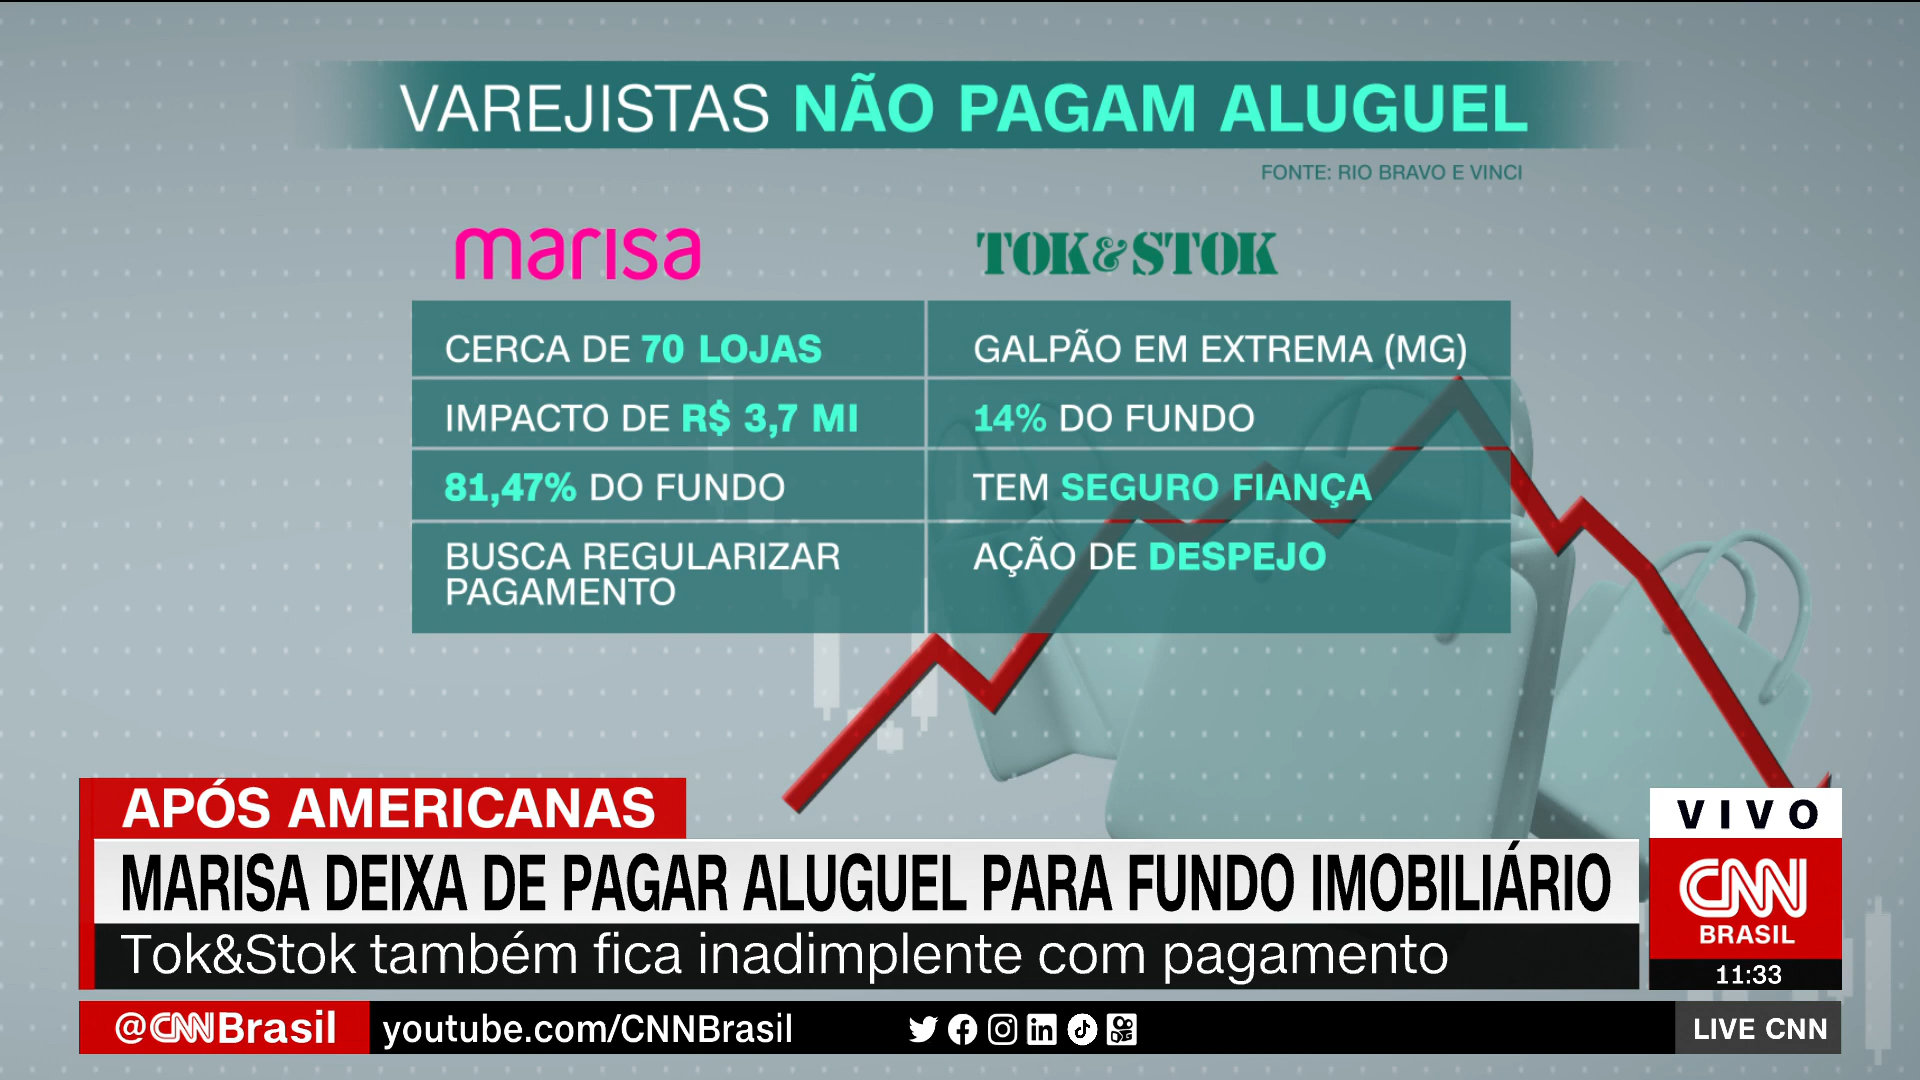 VAREJISTAS NÃO PAGAM ALUGUEL
FONTE: RIO BRAVO E VINCI
marisa
TOK&STOK
CERCA DE 70 LOJAS
GALPÃO EM EXTREMA (MG)
IMPACTO DE R$ 3,7 MI
14% DO FUNDO
81,47% DO FUNDO
TEM SEGURO FIANÇA
BUSCA REGULARIZAR
PAGAMENTO
AÇÃO DE DESPEJO
APÓS AMERICANAS
MARISA DEIXA DE PAGAR ALUGUEL PARA FUNDO IMOBILIÁRIO
Tok&Stok também fica inadimplente com pagamento
VIVO
CNN
BRASIL
11:33
@CNNBrasil
youtube.com/CNNBrasil
LIVE CNN